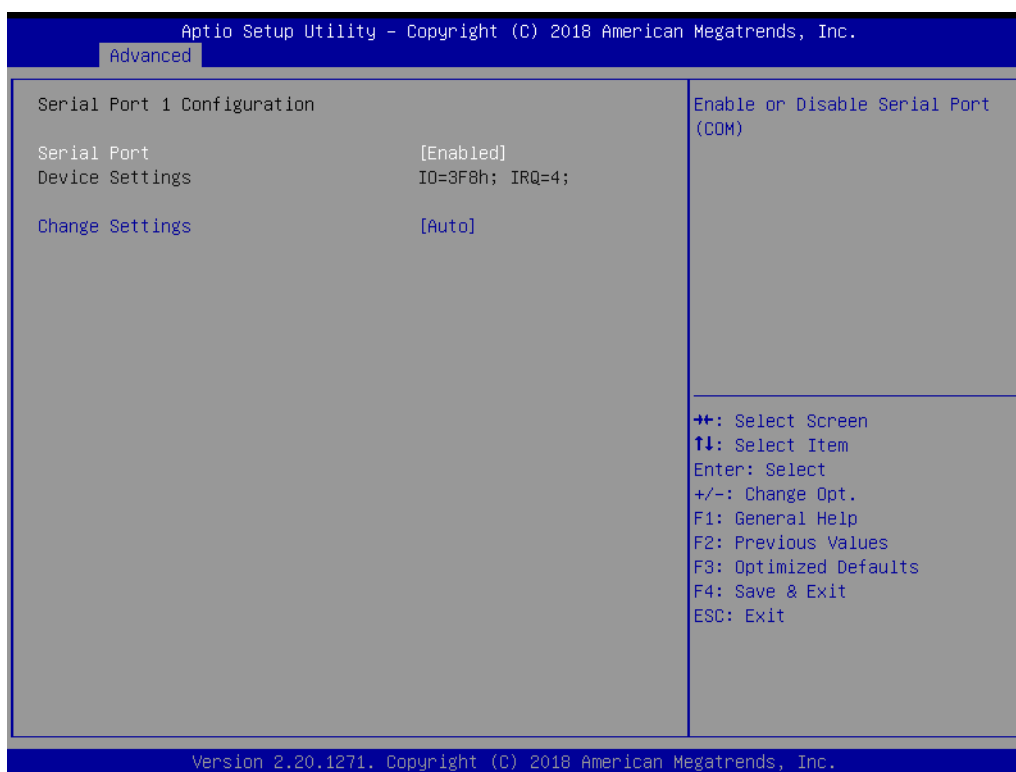 Aptio Setup Utility – Copyright (C) 2018 American Megatrends, Inc.
Advanced
Serial Port 1 Configuration
Serial Port [Enabled]
Device Settings IO=3F8h; IRQ=4;
Change Settings [Auto]
Enable or Disable Serial Port
(COM)
→←: Select Screen
↑↓: Select Item
Enter: Select
+/-: Change Opt.
F1: General Help
F2: Previous Values
F3: Optimized Defaults
F4: Save & Exit
ESC: Exit
Version 2.20.1271. Copyright (C) 2018 American Megatrends, Inc.